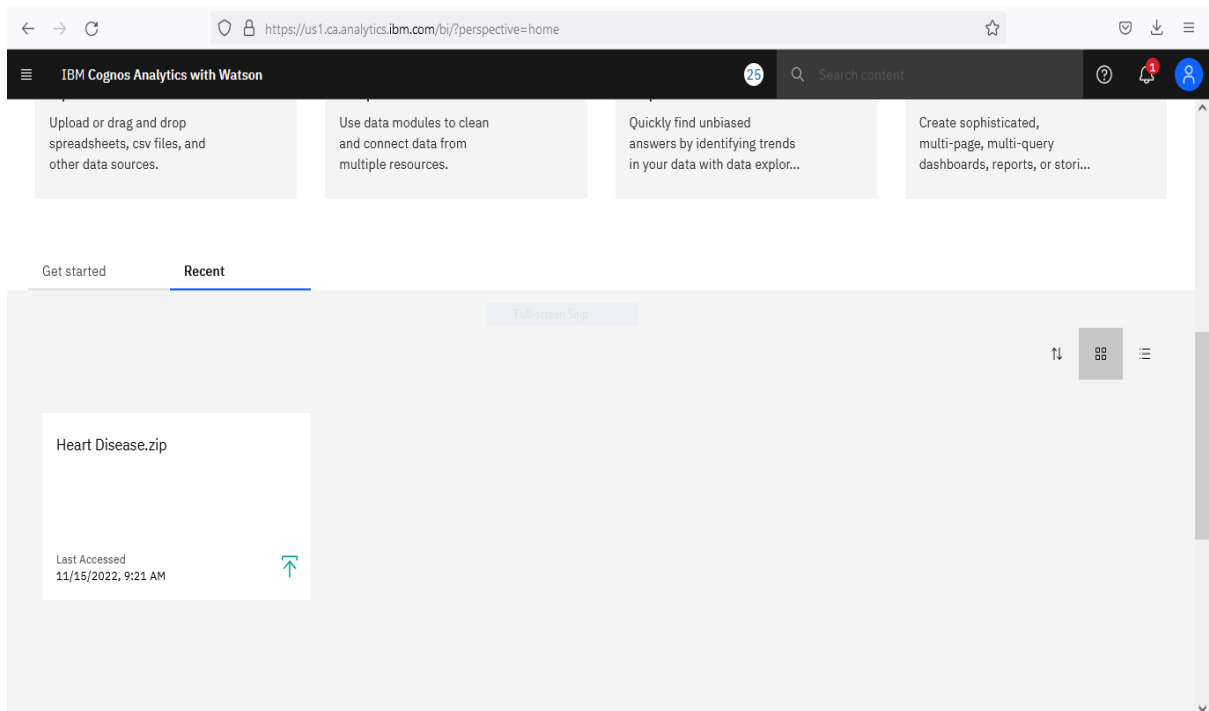 https://us1.ca.analytics.ibm.com/bi/?perspective=home
IBM Cognos Analytics with Watson
25
Search content
1
Upload or drag and drop
spreadsheets, csv files, and
other data sources.
Use data modules to clean
and connect data from
multiple resources.
Quickly find unbiased
answers by identifying trends
in your data with data explor...
Create sophisticated,
multi-page, multi-query
dashboards, reports, or stori...
Get started
Recent
Full-screen Snip
Heart Disease.zip
Last Accessed
11/15/2022, 9:21 AM